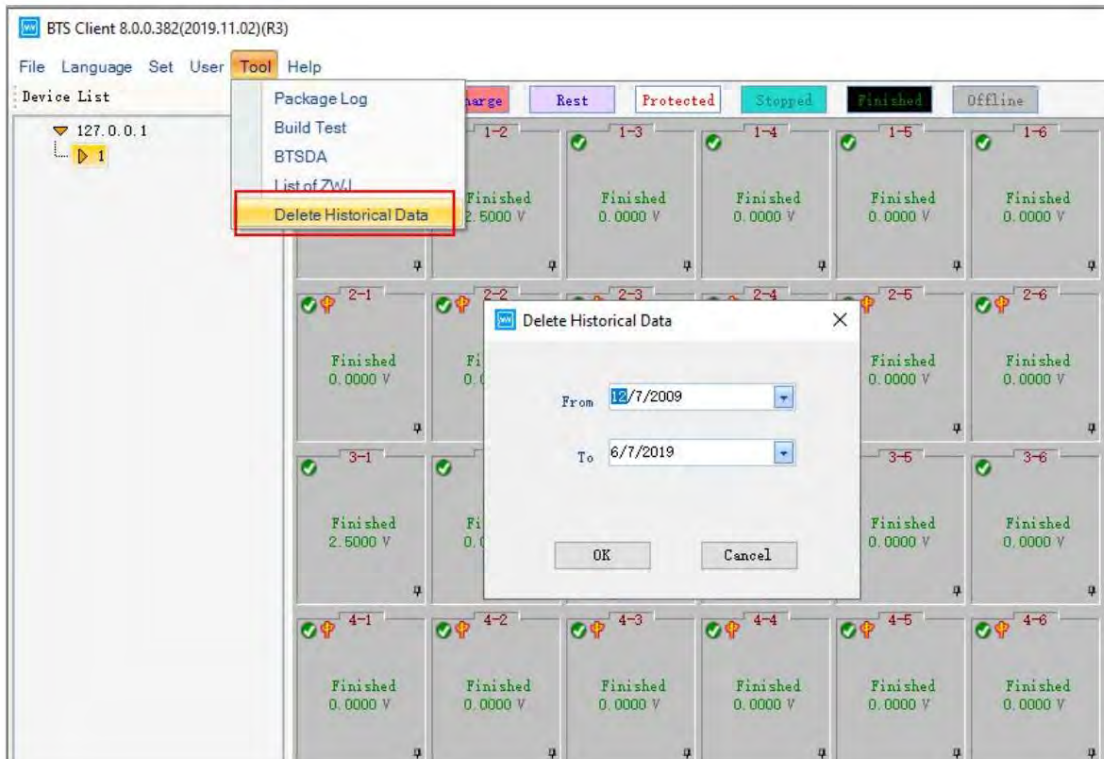 BTS Client 8.0.0.382(2019.11.02)(R3)
File Language Set User Tool Help
Device List
Rest Protected Stopped Finished Offline
127.0.0.1
1
Package Log
Build Test
BTSDA
List of ZWJ
Delete Historical Data
1-2 1-3 1-4 1-5 1-6
Finished Finished Finished Finished Finished
2.5000 V 0.0000 V 0.0000 V 0.0000 V 0.0000 V
2-1 2-2 2-3 2-4 2-5 2-6
Finished Finished Finished
0.0000 V 0.0000 V 0.0000 V
Delete Historical Data
From 12/7/2009
To 6/7/2019
OK Cancel
3-1 3-5 3-6
Finished Finished Finished
2.5000 V 0.0000 V 0.0000 V
4-1 4-2 4-3 4-4 4-5 4-6
Finished Finished Finished Finished Finished Finished
0.0000 V 0.0000 V 0.0000 V 0.0000 V 0.0000 V 0.0000 V